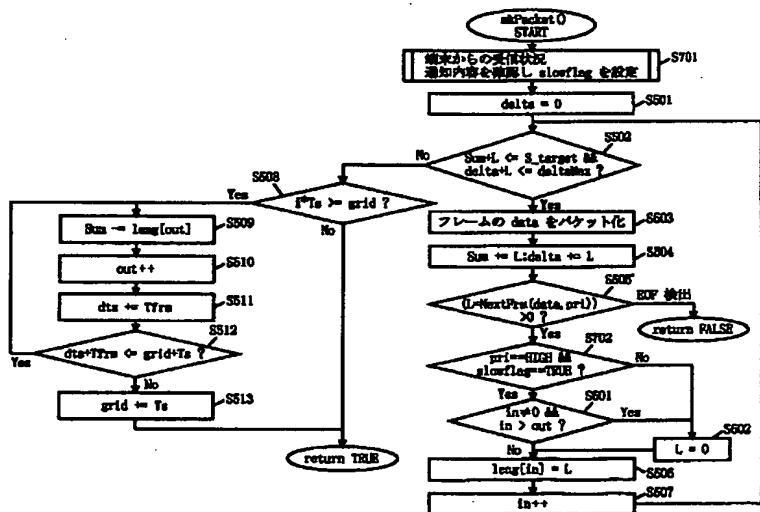 mkPacket()
START
端末からの受信状況
通知内容を確認し slowflag を設定
S701
delta = 0
S501
S502
Sum+L <= S_target &&
delta+L <= deltaMax ?
No
Yes
フレームの data をパケット化
S503
Sum += L;delta += L
S504
S505
(L=NextFrm(data,pri))
>0 ?
EOF 検出
return FALSE
Yes
S702
pri==HIGH &&
slowflag==TRUE ?
No
Yes
S601
in≠0 &&
in > out ?
Yes
No
S602
L = 0
leng[in] = L
S506
in++
S507
S508
i*Ts >= grid ?
Yes
No
Sum -= leng[out]
S509
out++
S510
dts += Tfrm
S511
S512
dts+Tfrm <= grid+Ts ?
Yes
No
grid += Ts
S513
return TRUE